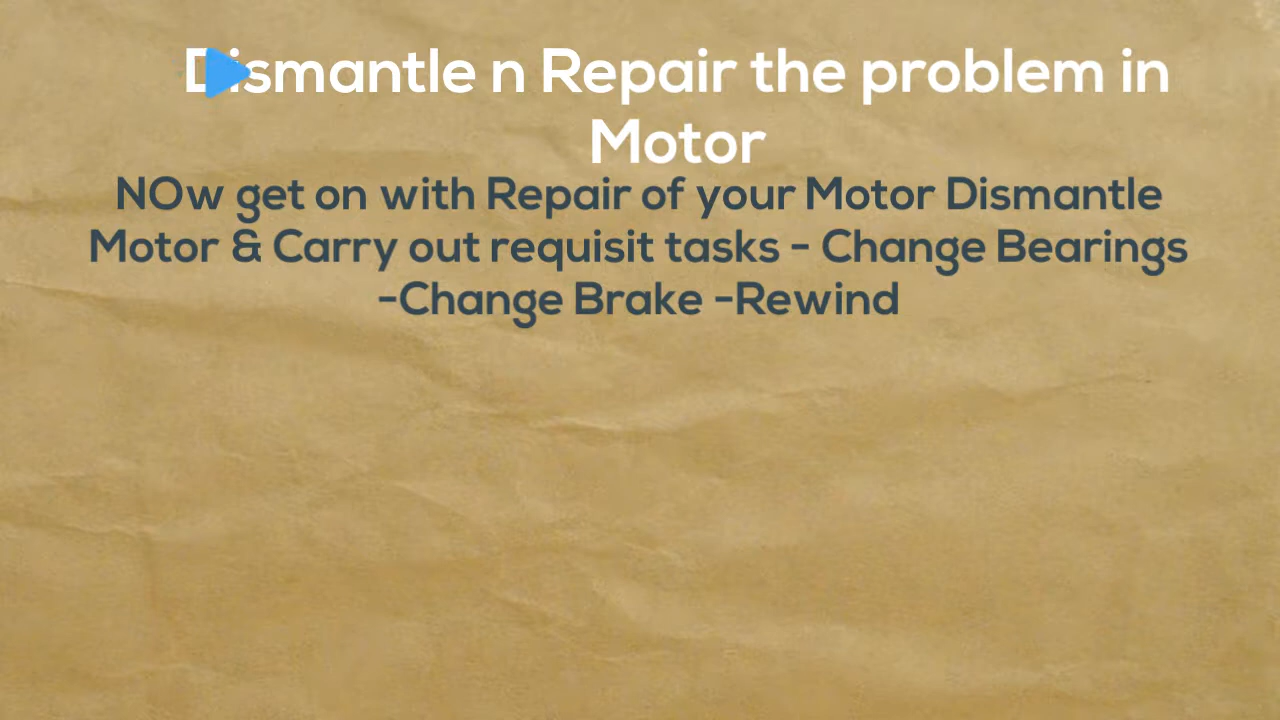 Dismantle n Repair the problem in
Motor
NOw get on with Repair of your Motor Dismantle
Motor & Carry out requisit tasks - Change Bearings
-Change Brake -Rewind